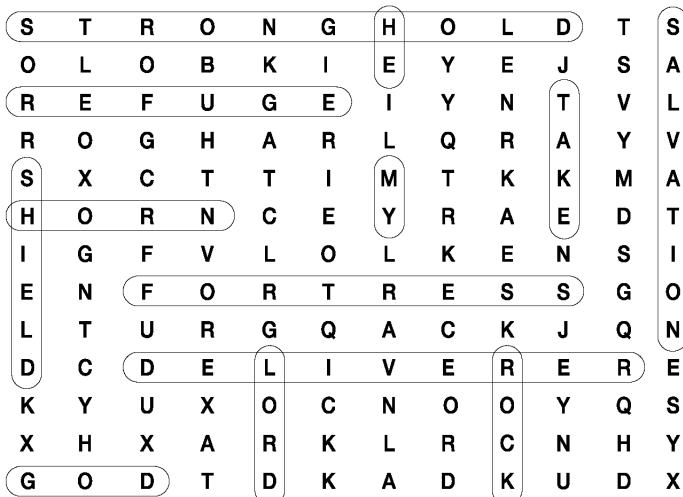 S T R O N G H O L D T S
O L O B K I E Y E J S A
R E F U G E I Y N T V L
R O G H A R L Q R A Y V
S X C T T I M T K K M A
H O R N C E Y R A E D T
I G F V L O L K E N S I
E N F O R T R E S S G O
L T U R G Q A C K J Q N
D C D E L I V E R E R E
K Y U X O C N O O Y Q S
X H X A R K L R C N H Y
G O D T D K A D K U D X